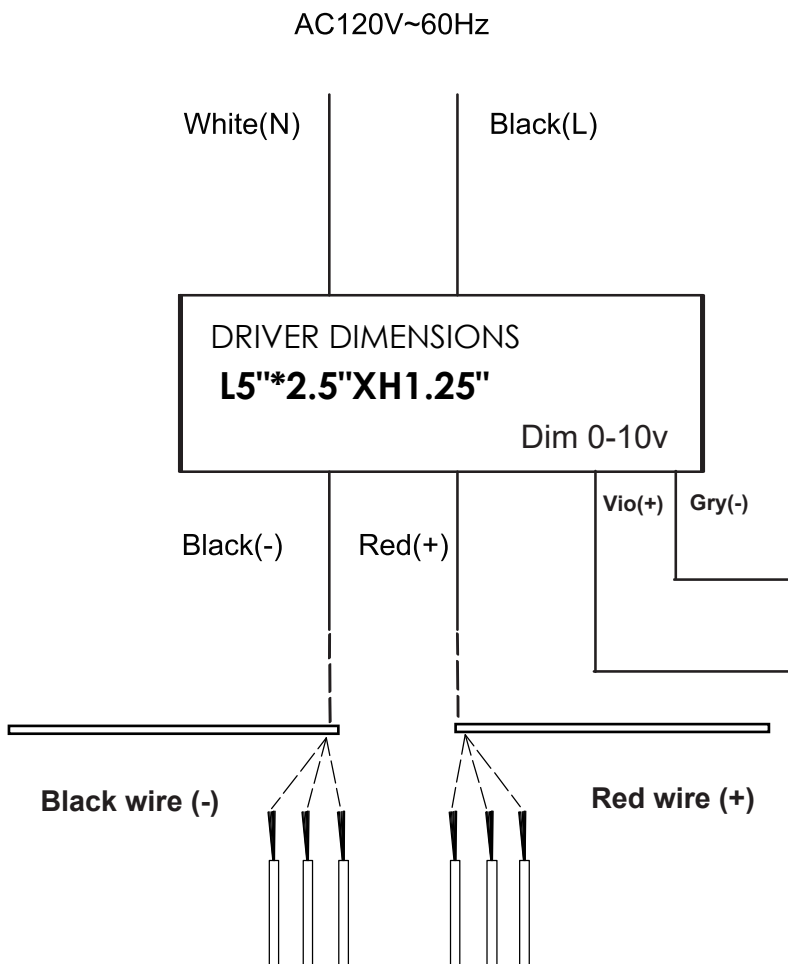 AC120V~60Hz
White(N)
Black(L)
DRIVER DIMENSIONS
L5"*2.5"XH1.25"
Dim 0-10v
Vio(+)
Gry(-)
Black(-)
Red(+)
Black wire (-)
Red wire (+)